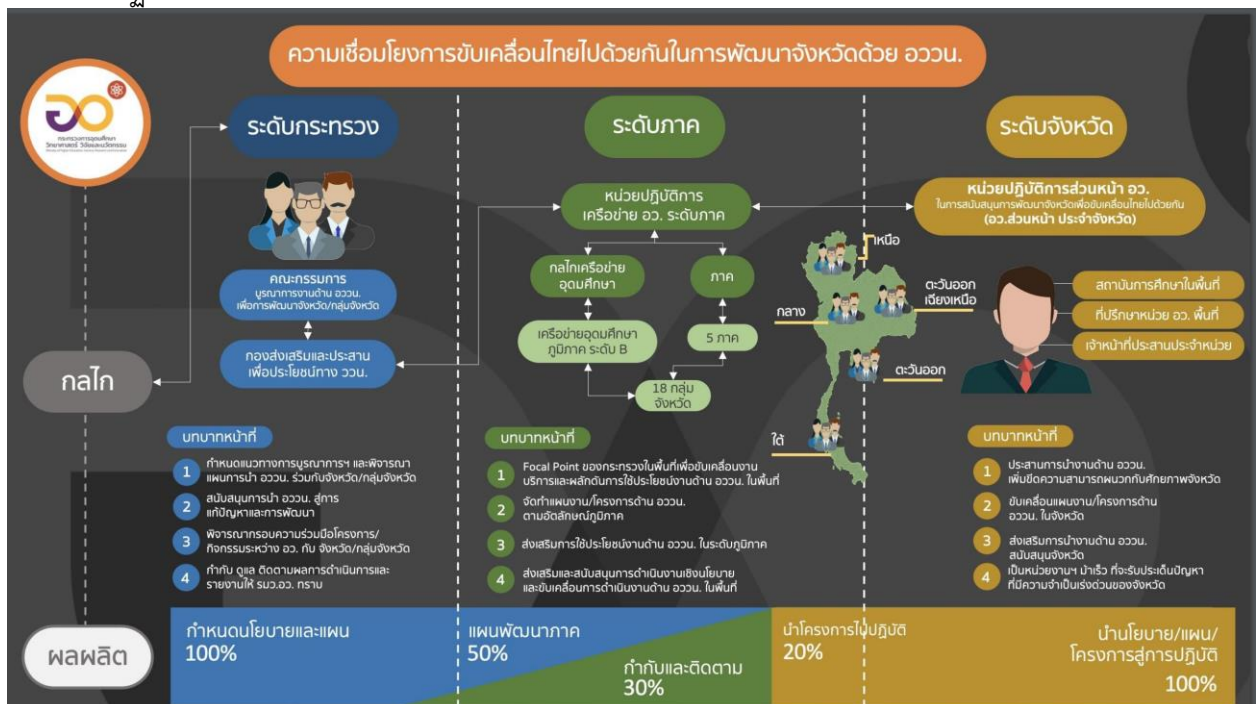 ความเชื่อมโยงการขับเคลื่อนไทยไปด้วยกันในการพัฒนาจังหวัดด้วย อววน.
กระทรวงการอุดมศึกษา
วิทยาศาสตร์ วิจัยและนวัตกรรม
ระดับกระทรวง
ระดับภาค
ระดับจังหวัด
กลไก
คณะกรรมการ
บูรณาการงานด้าน อววน.
เพื่อการพัฒนาจังหวัด/กลุ่มจังหวัด
กองส่งเสริมและประสาน
เพื่อประโยชน์ทาง ววน.
หน่วยปฏิบัติการ
เครือข่าย อว. ระดับภาค
กลไกเครือข่าย
อุดมศึกษา
ภาค
เครือข่ายอุดมศึกษา
ภูมิภาค ระดับ B
5 ภาค
18 กลุ่ม
จังหวัด
เหนือ
ตะวันออก
เฉียงเหนือ
กลาง
ตะวันออก
ใต้
หน่วยปฏิบัติการส่วนหน้า อว.
ในการสนับสนุนการพัฒนาจังหวัดเพื่อขับเคลื่อนไทยไปด้วยกัน
(อว.ส่วนหน้า ประจำจังหวัด)
สถาบันการศึกษาในพื้นที่
ที่ปรึกษาหน่วย อว. พื้นที่
เจ้าหน้าที่ประสานประจำหน่วย
บทบาทหน้าที่
1 กำหนดแนวทางการบูรณาการฯ และพิจารณา
แผนการนำ อววน. ร่วมกับจังหวัด/กลุ่มจังหวัด
2 สนับสนุนการนำ อววน. สู่การ
แก้ปัญหาและการพัฒนา
3 พิจารณากรอบความร่วมมือโครงการ/
กิจกรรมระหว่าง อว. กับ จังหวัด/กลุ่มจังหวัด
4 กำกับ ดูแล ติดตามผลการดำเนินการและ
รายงานให้ รมว.อว. ทราบ
บทบาทหน้าที่
1 Focal Point ของกระทรวงในพื้นที่เพื่อขับเคลื่อนงาน
บริการและผลักดันการใช้ประโยชน์งานด้าน อววน. ในพื้นที่
2 จัดทำแผนงาน/โครงการด้าน อววน.
ตามอัตลักษณ์ภูมิภาค
3 ส่งเสริมการใช้ประโยชน์งานด้าน อววน. ในระดับภูมิภาค
4 ส่งเสริมและสนับสนุนการดำเนินงานเชิงนโยบาย
และขับเคลื่อนการดำเนินงานด้าน อววน. ในพื้นที่
บทบาทหน้าที่
1 ประสานการนำงานด้าน อววน.
เพิ่มขีดความสามารถผนวกกับศักยภาพจังหวัด
2 ขับเคลื่อนแผนงาน/โครงการด้าน
อววน. ในจังหวัด
3 ส่งเสริมการนำงานด้าน อววน.
สนับสนุนจังหวัด
4 เป็นหน่วยงานฯ ม้าเร็ว ที่จะรับประเด็นปัญหา
ที่มีความจำเป็นเร่งด่วนของจังหวัด
ผลผลิต
กำหนดนโยบายและแผน
100%
แผนพัฒนาภาค
50%
กำกับและติดตาม
30%
นำโครงการไปปฏิบัติ
20%
นำนโยบาย/แผน/
โครงการสู่การปฏิบัติ
100%